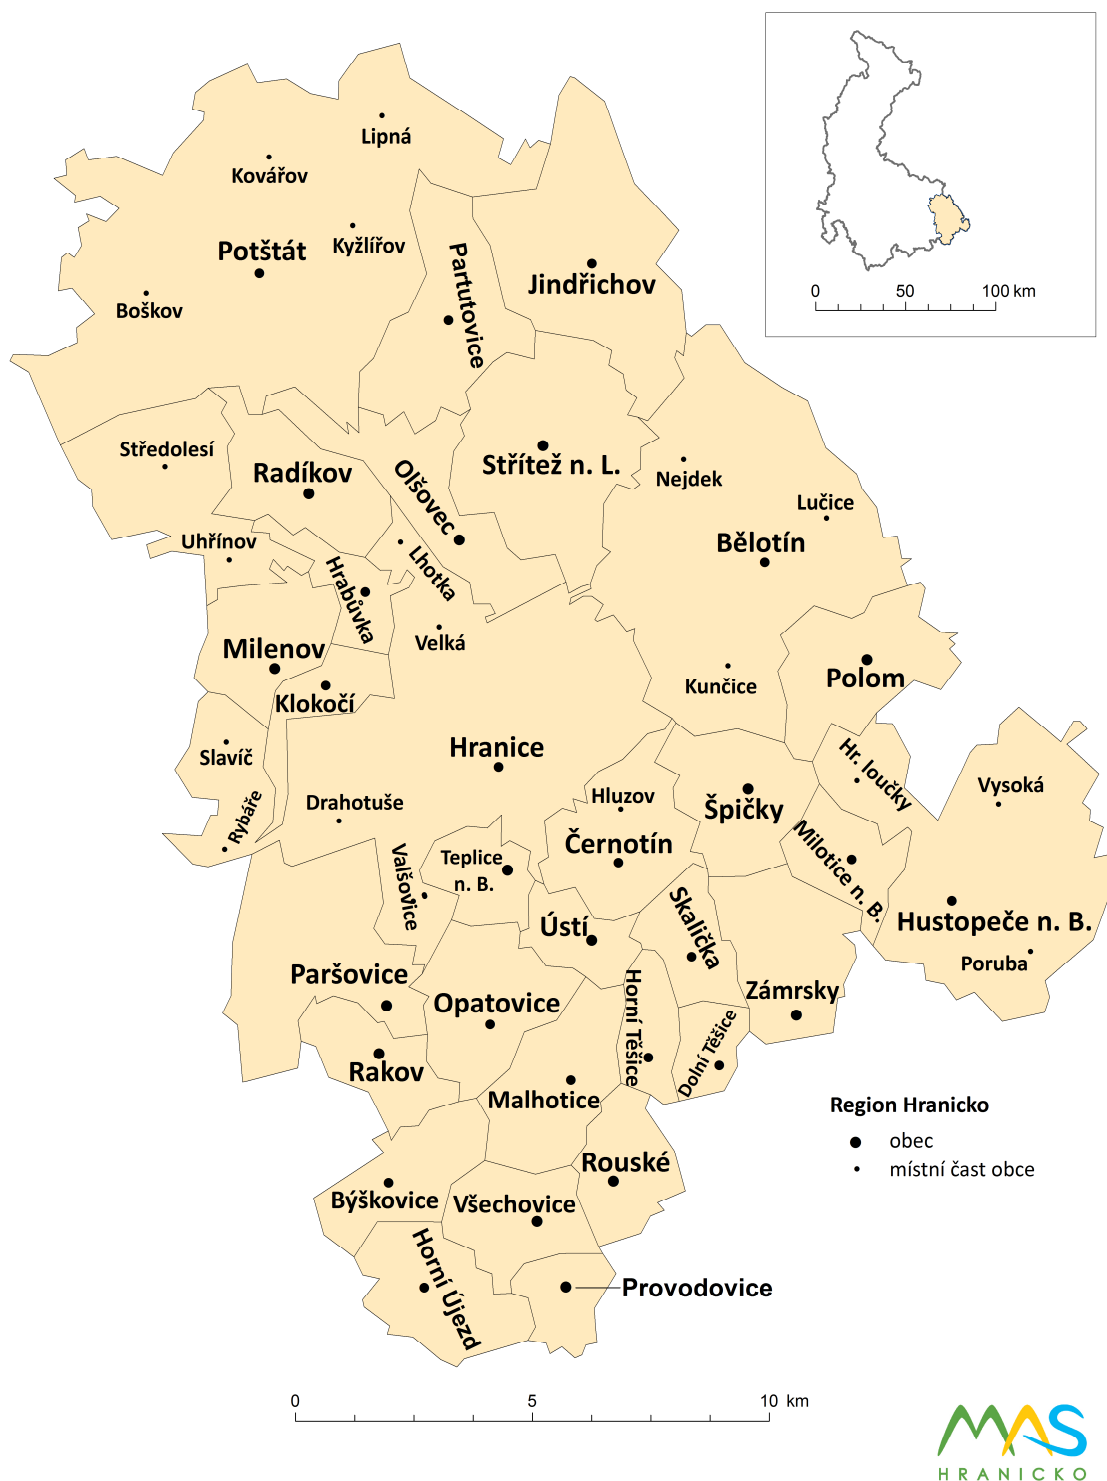 Lipná
Kovářov
Kyžlířov
Potštát
Boškov
Partutovice
Jindřichov
0 50 100 km
Středolesí
Radíkov
Olšovec
Střítež n. L.
Nejdek
Lučice
Bělotín
Uhřínov
Lhotka
Hrabůvka
Velká
Milenov
Klokočí
Kunčice
Polom
Slavíč
Hranice
Hr. loučky
Vysoká
Rybáře
Drahotuše
Hluzov
Špičky
Černotín
Milotice n. B.
Valšovice
Teplice
n. B.
Ústí
Skalička
Hustopeče n. B.
Poruba
Paršovice
Opatovice
Horní Těšice
Zámrsky
Dolní Těšice
Rakov
Malhotice
Region Hranicko
obec
místní čast obce
Rouské
Býškovice
Všechovice
Horní Újezd
Provodovice
0 5 10 km
MAS
HRANICKO